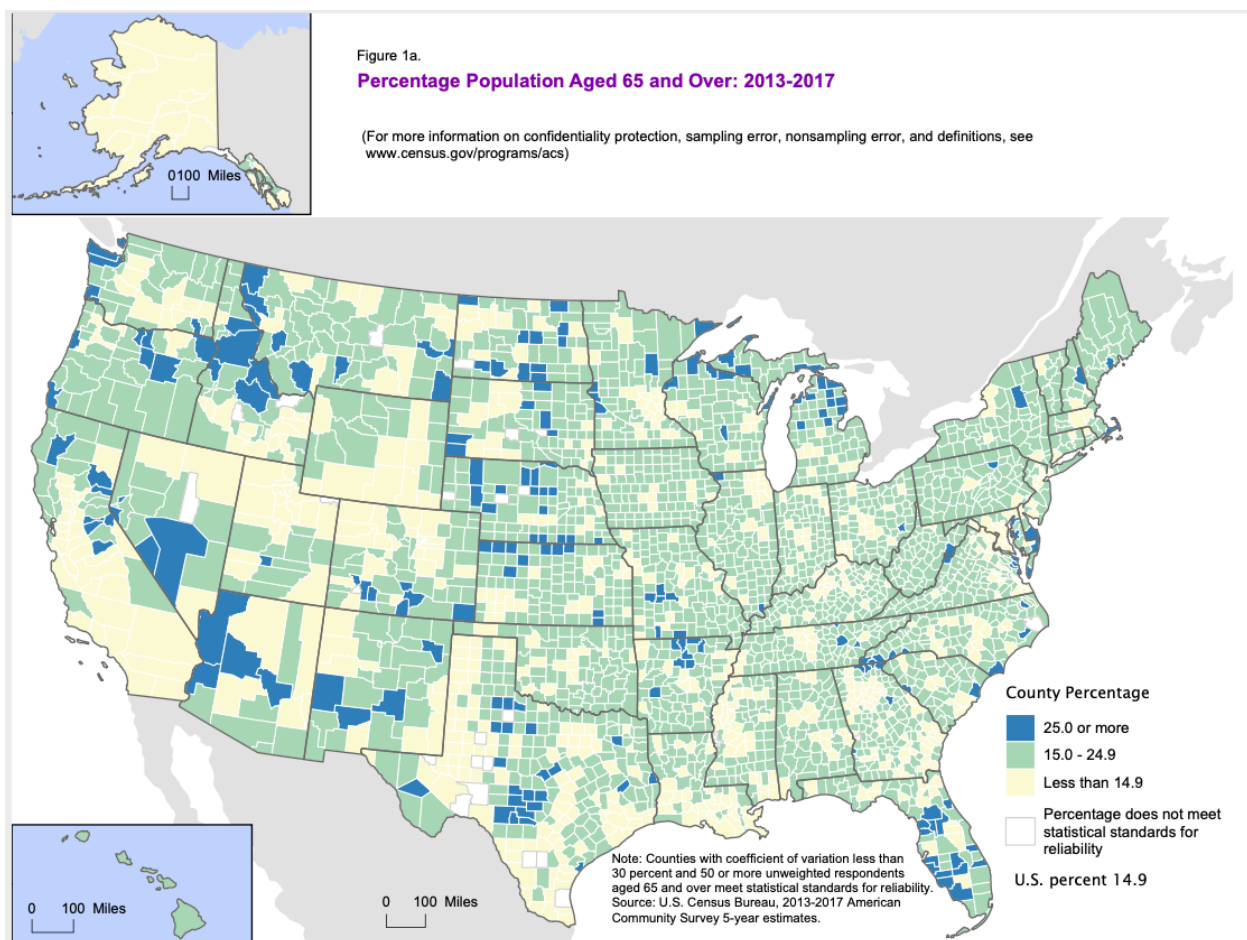 Figure 1a.
Percentage Population Aged 65 and Over: 2013-2017
(For more information on confidentiality protection, sampling error, nonsampling error, and definitions, see
www.census.gov/programs/acs)
0100 Miles
County Percentage
25.0 or more
15.0 - 24.9
Less than 14.9
Percentage does not meet
statistical standards for
reliability
U.S. percent 14.9
0 100 Miles
0 100 Miles
Note: Counties with coefficient of variation less than
30 percent and 50 or more unweighted respondents
aged 65 and over meet statistical standards for reliability.
Source: U.S. Census Bureau, 2013-2017 American
Community Survey 5-year estimates.